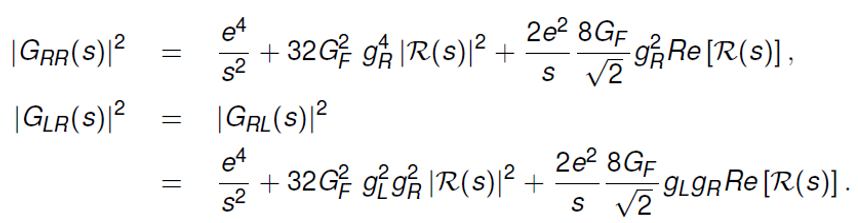 |G_{RR}(s)|^2 = \frac{e^4}{s^2} + 32G_F^2 g_R^4 |\mathcal{R}(s)|^2 + \frac{2e^2}{s} \frac{8G_F}{\sqrt{2}} g_R^2 Re [\mathcal{R}(s)] ,
|G_{LR}(s)|^2 = |G_{RL}(s)|^2
= \frac{e^4}{s^2} + 32G_F^2 g_L^2 g_R^2 |\mathcal{R}(s)|^2 + \frac{2e^2}{s} \frac{8G_F}{\sqrt{2}} g_L g_R Re [\mathcal{R}(s)] .